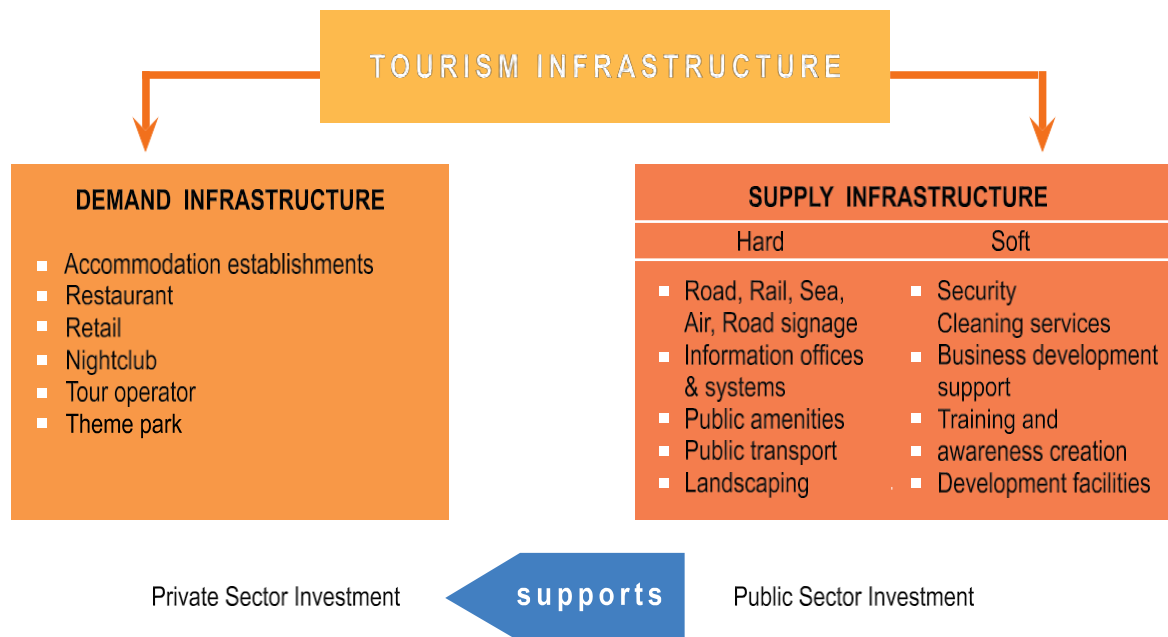 TOURISM INFRASTRUCTURE
DEMAND INFRASTRUCTURE
Accommodation establishments
Restaurant
Retail
Nightclub
Tour operator
Theme park
SUPPLY INFRASTRUCTURE
Hard
Road, Rail, Sea,
Air, Road signage
Information offices
& systems
Public amenities
Public transport
Landscaping
Soft
Security
Cleaning services
Business development
support
Training and
awareness creation
Development facilities
Private Sector Investment
supports
Public Sector Investment